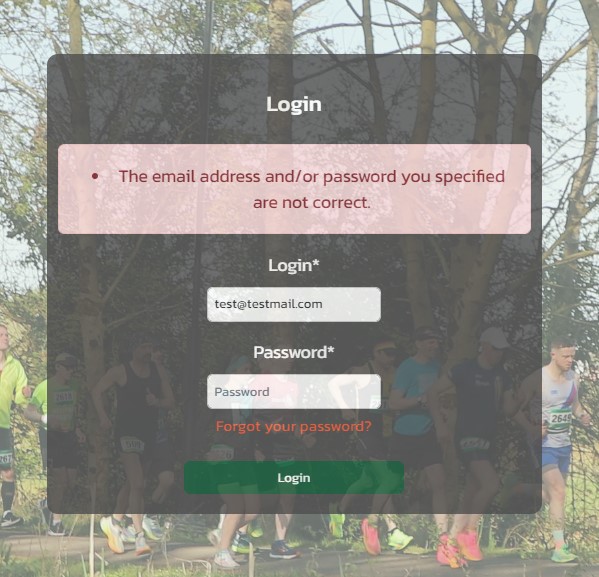 Login
• The email address and/or password you specified
are not correct.
Login*
test@testmail.com
Password*
Password
Forgot your password?
Login